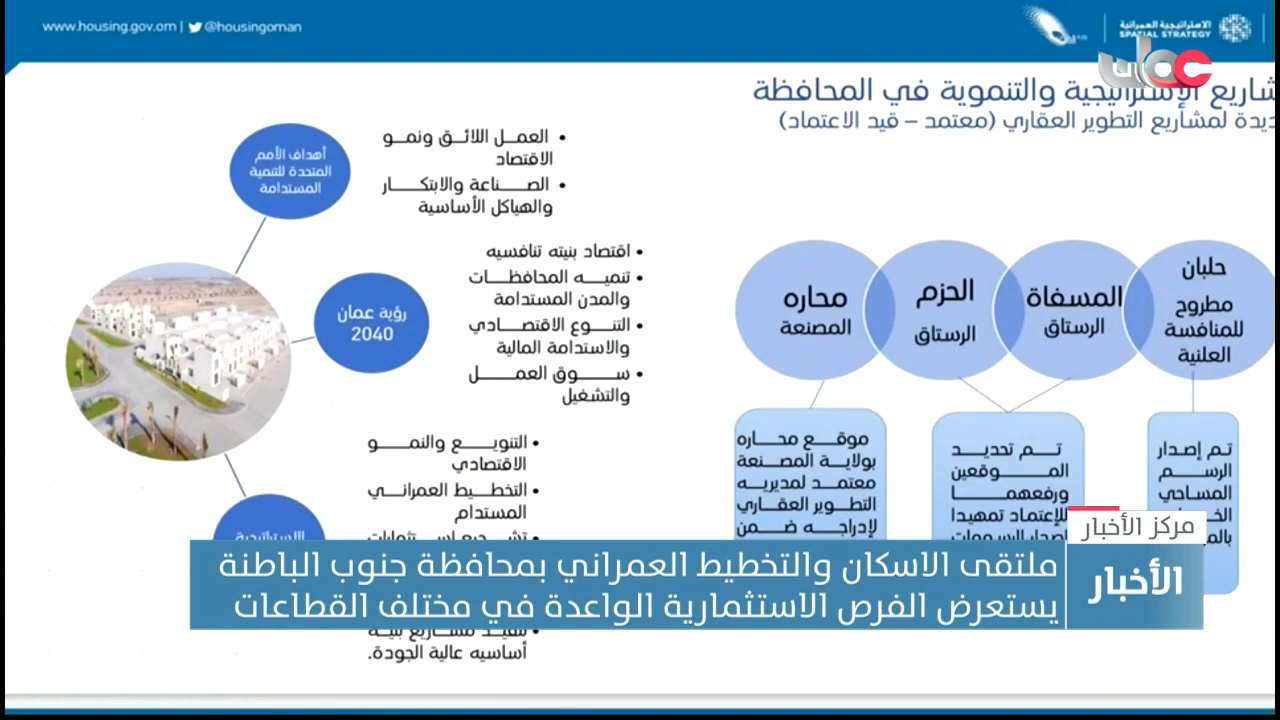 www.housing.gov.om | @housingoman
الاستراتيجية العمرانية
SPATIAL STRATEGY
الإستراتيجية والتنموية في المحافظة
لمشاريع التطوير العقاري (معتمد – قيد الاعتماد)
حلبان
مطروح
للمنافسة
العلنية
المسفاة
الرستاق
الحزم
الرستاق
محاره
المصنعة
تم إصدار
الرسم
المساحي
تم تحديد
الموقعين
ورفعهما
للإعتماد تمهيدا
موقع محاره
بولاية المصنعة
معتمد لمديريه
التطوير العقاري
لإدراجه ضمن
أهداف الأمم
المتحدة للتنمية
المستدامة
• العمل اللائق ونمو
الاقتصاد
• الصناعة والابتكار
والهياكل الأساسية
رؤية عمان
2040
• اقتصاد بنيته تنافسيه
• تنميه المحافظات
والمدن المستدامة
• التنوع الاقتصادي
والاستدامة المالية
• سوق العمل
والتشغيل
• التنويع والنمو
الاقتصادي
• التخطيط العمراني
المستدام
أساسيه عالية الجودة.
مركز الأخبار
الأخبار
ملتقى الاسكان والتخطيط العمراني بمحافظة جنوب الباطنة
يستعرض الفرص الاستثمارية الواعدة في مختلف القطاعات